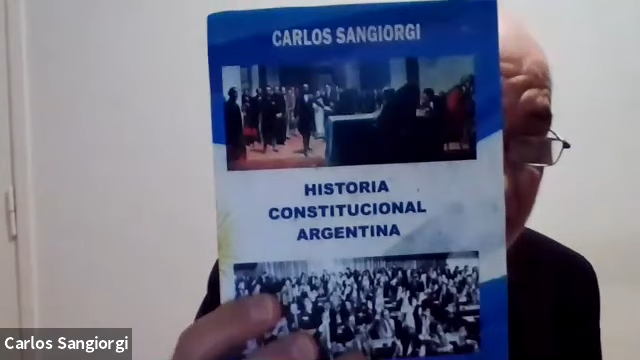 CARLOS SANGIORGI
HISTORIA
CONSTITUCIONAL
ARGENTINA
Carlos Sangiorgi